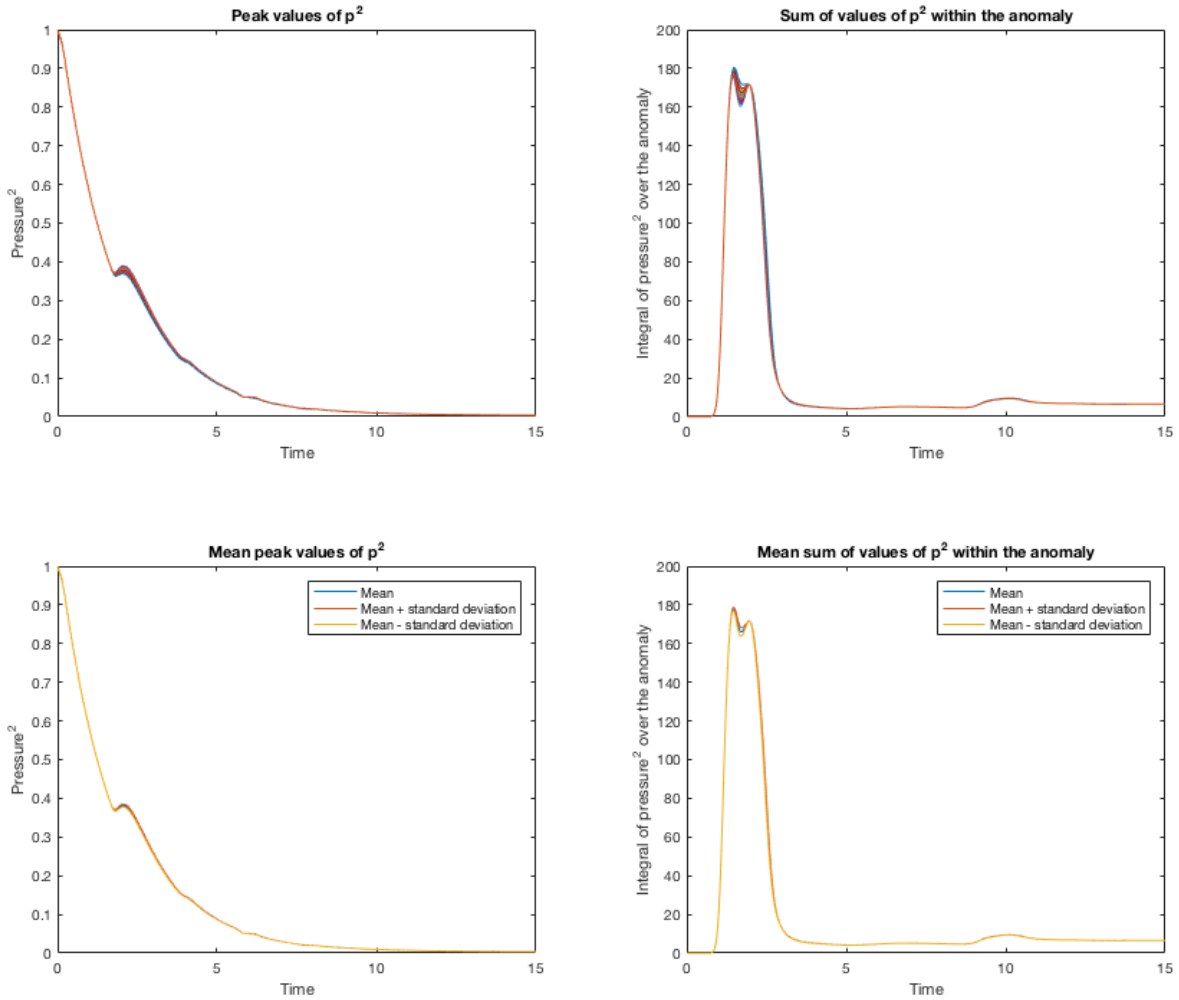 Peak values of p²
1
0.9
0.8
0.7
0.6
0.5
0.4
0.3
0.2
0.1
0
Pressure²
0 5 10 15
Time
Sum of values of p² within the anomaly
200
180
160
140
120
100
80
60
40
20
0
Integral of pressure² over the anomaly
0 5 10 15
Time
Mean peak values of p²
1
0.9
0.8
0.7
0.6
0.5
0.4
0.3
0.2
0.1
0
Pressure²
Mean
Mean + standard deviation
Mean - standard deviation
0 5 10 15
Time
Mean sum of values of p² within the anomaly
200
180
160
140
120
100
80
60
40
20
0
Integral of pressure² over the anomaly
Mean
Mean + standard deviation
Mean - standard deviation
0 5 10 15
Time